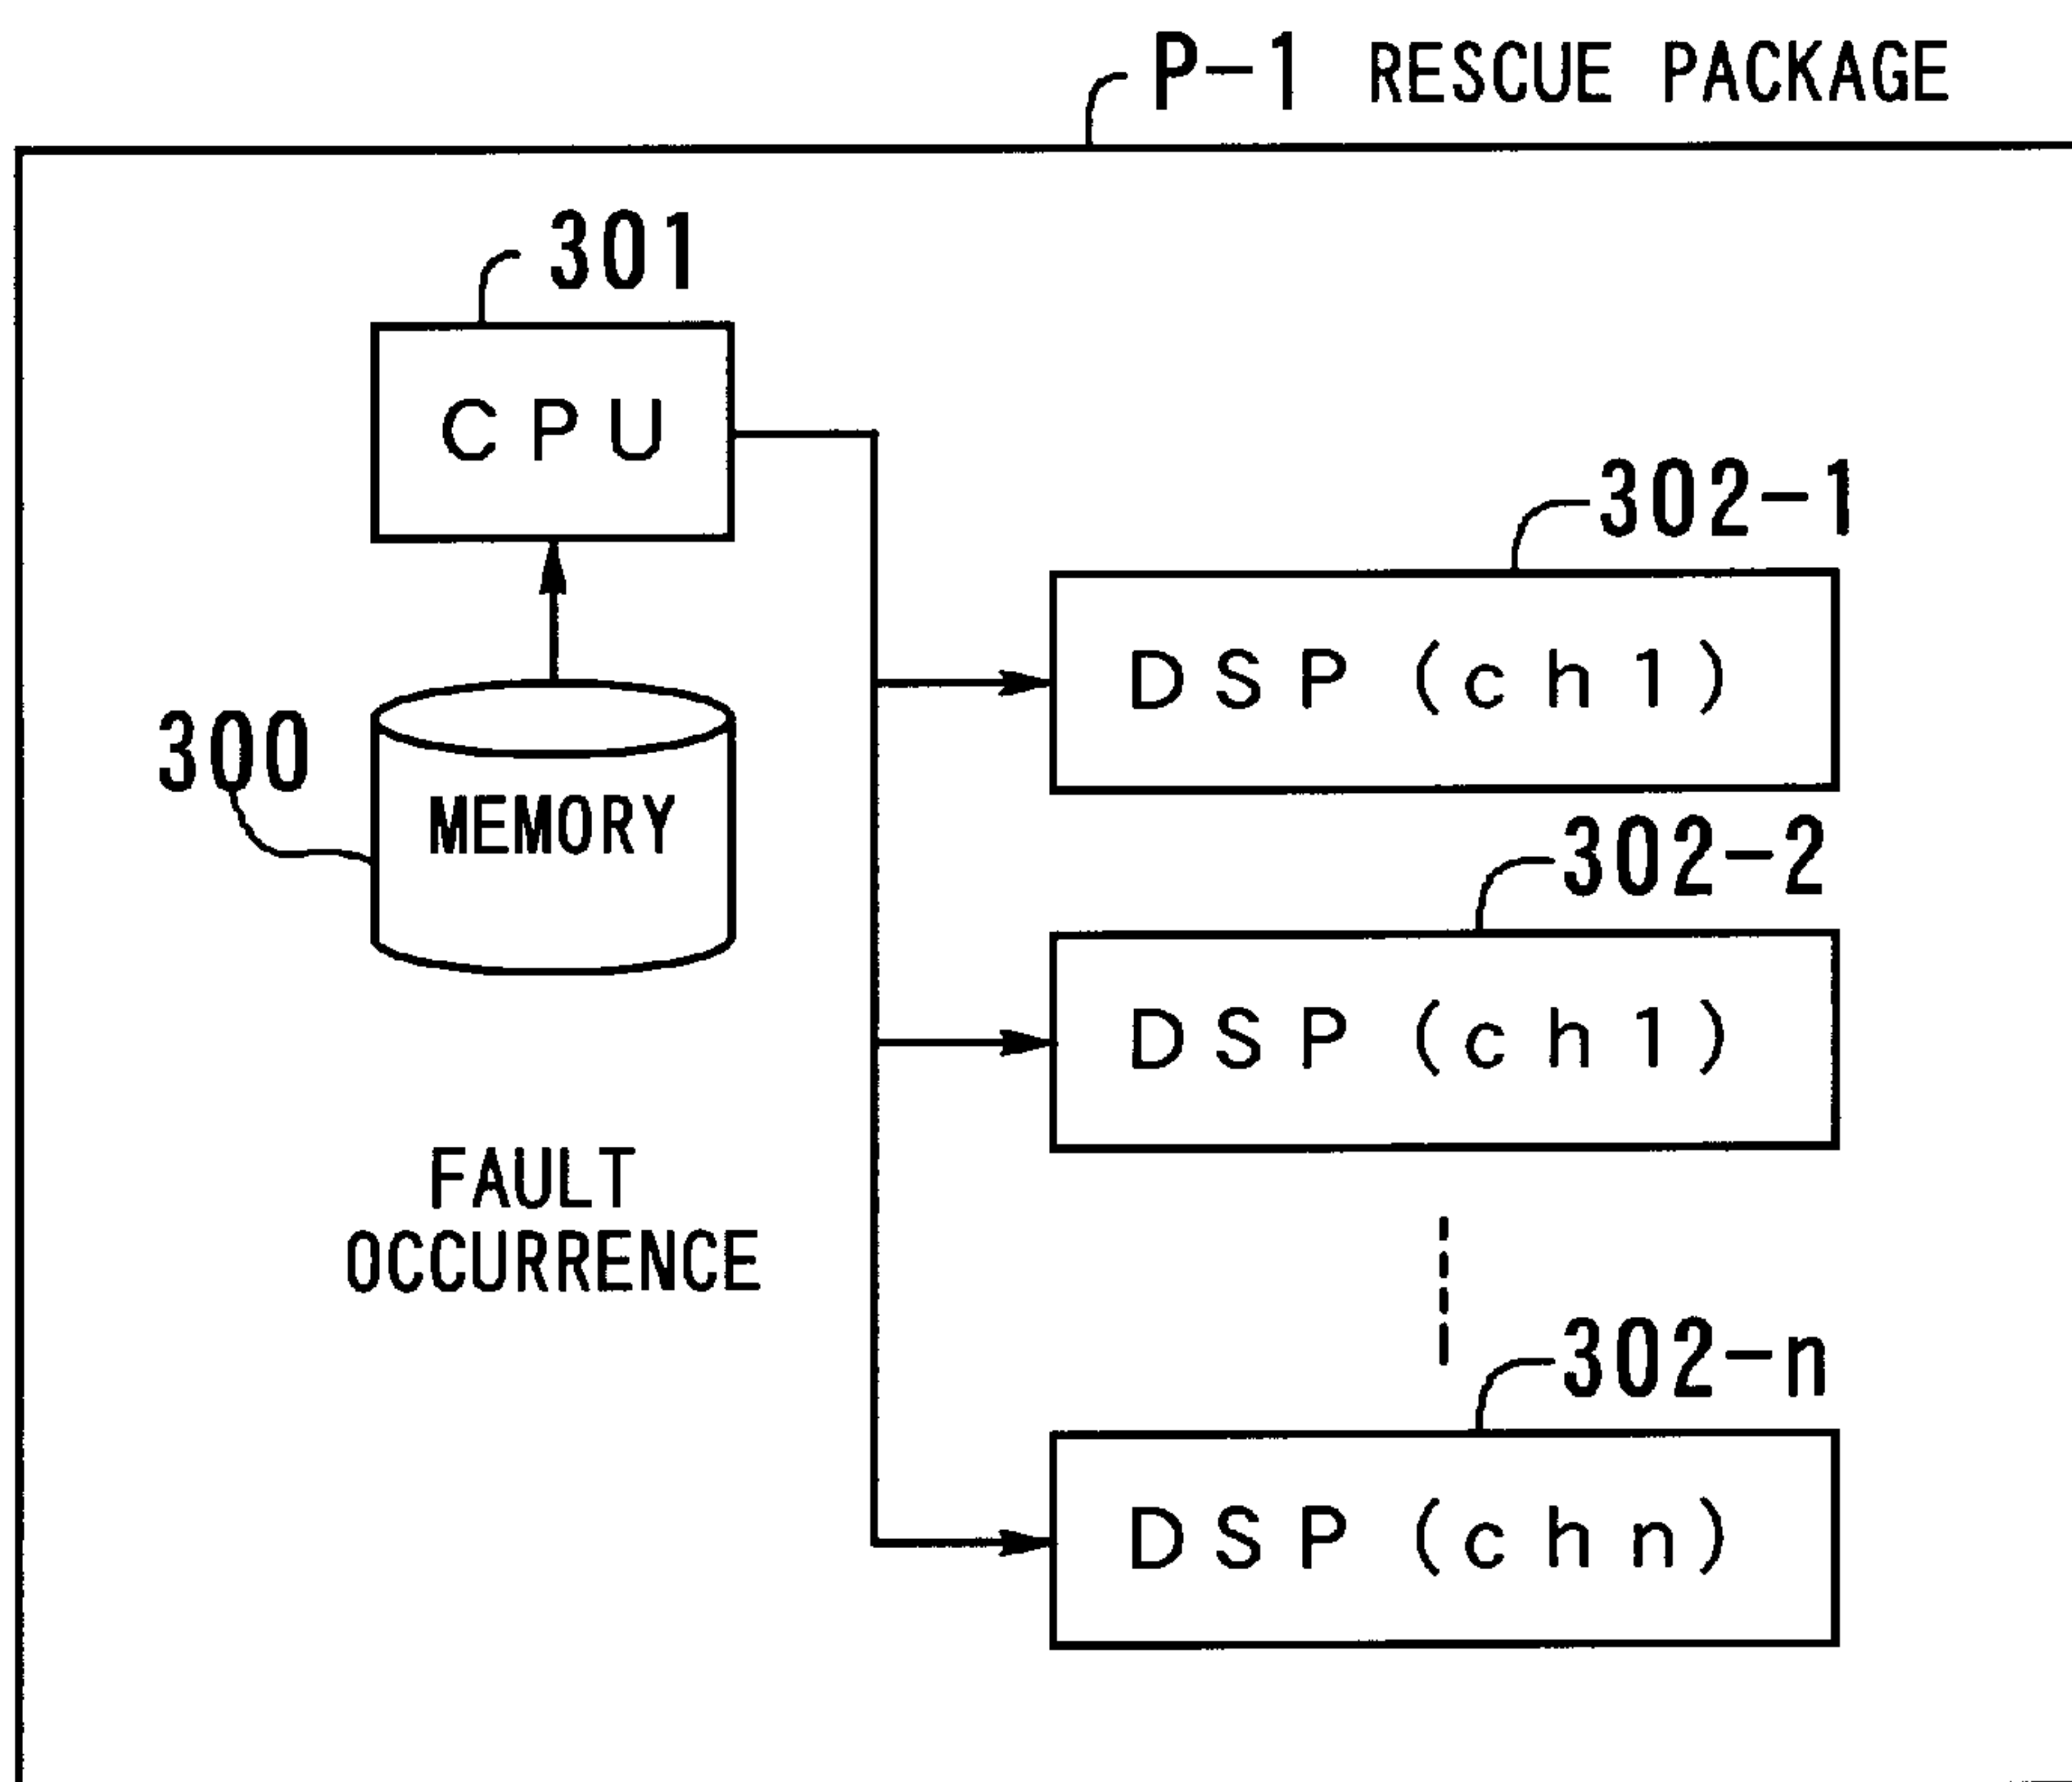 P-1 RESCUE PACKAGE
301
CPU
302-1
DSP(ch1)
300
MEMORY
302-2
DSP(ch1)
FAULT
OCCURRENCE
302-n
DSP(chn)